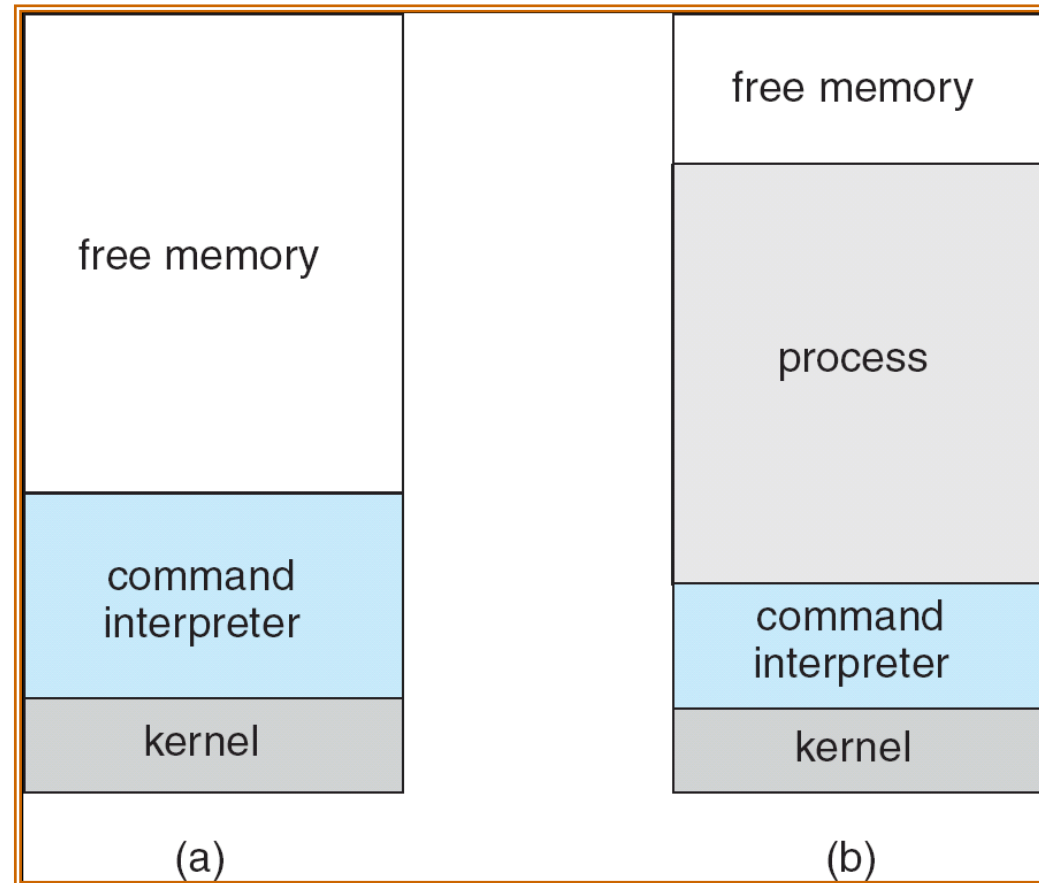 free memory
command
interpreter
kernel
(a)
free memory
process
command
interpreter
kernel
(b)